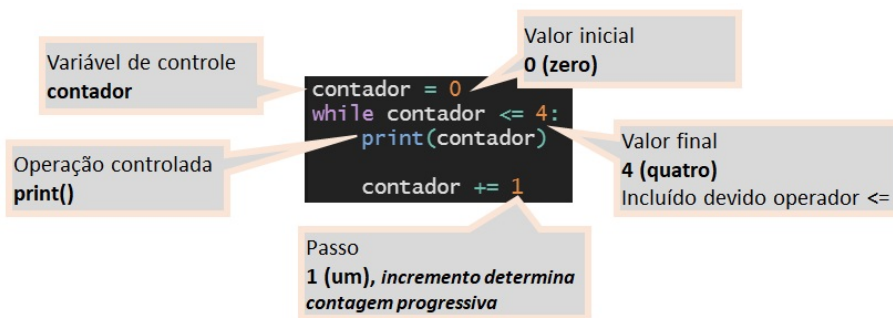 Variável de controle
contador
Valor inicial
0 (zero)
contador = 0
while contador <= 4:
print(contador)
contador += 1
Operação controlada
print()
Valor final
4 (quatro)
Incluído devido operador <=
Passo
1 (um), incremento determina
contagem progressiva